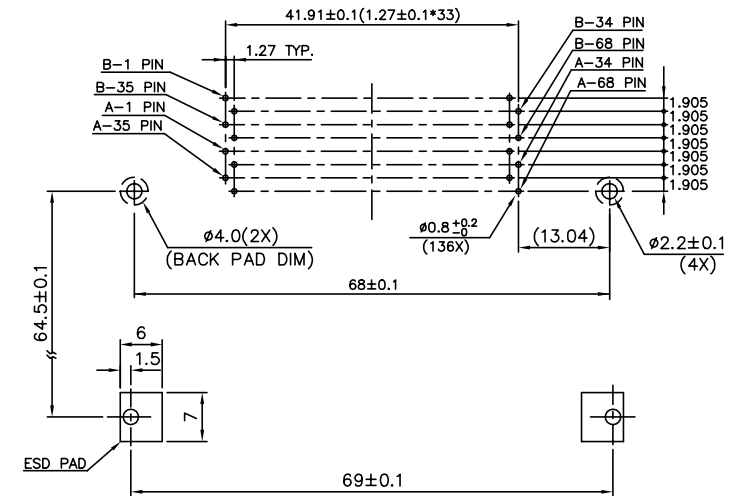 41.91±0.1(1.27±0.1*33)
B-34 PIN
B-68 PIN
A-34 PIN
A-68 PIN
1.27 TYP.
B-1 PIN
B-35 PIN
A-1 PIN
A-35 PIN
1.905
1.905
1.905
1.905
1.905
1.905
1.905
ø4.0(2X)
(BACK PAD DIM)
ø0.8 +0.2 -0
(136X)
(13.04)
ø2.2±0.1
(4X)
68±0.1
64.5±0.1
6
1.5
7
ESD PAD
69±0.1